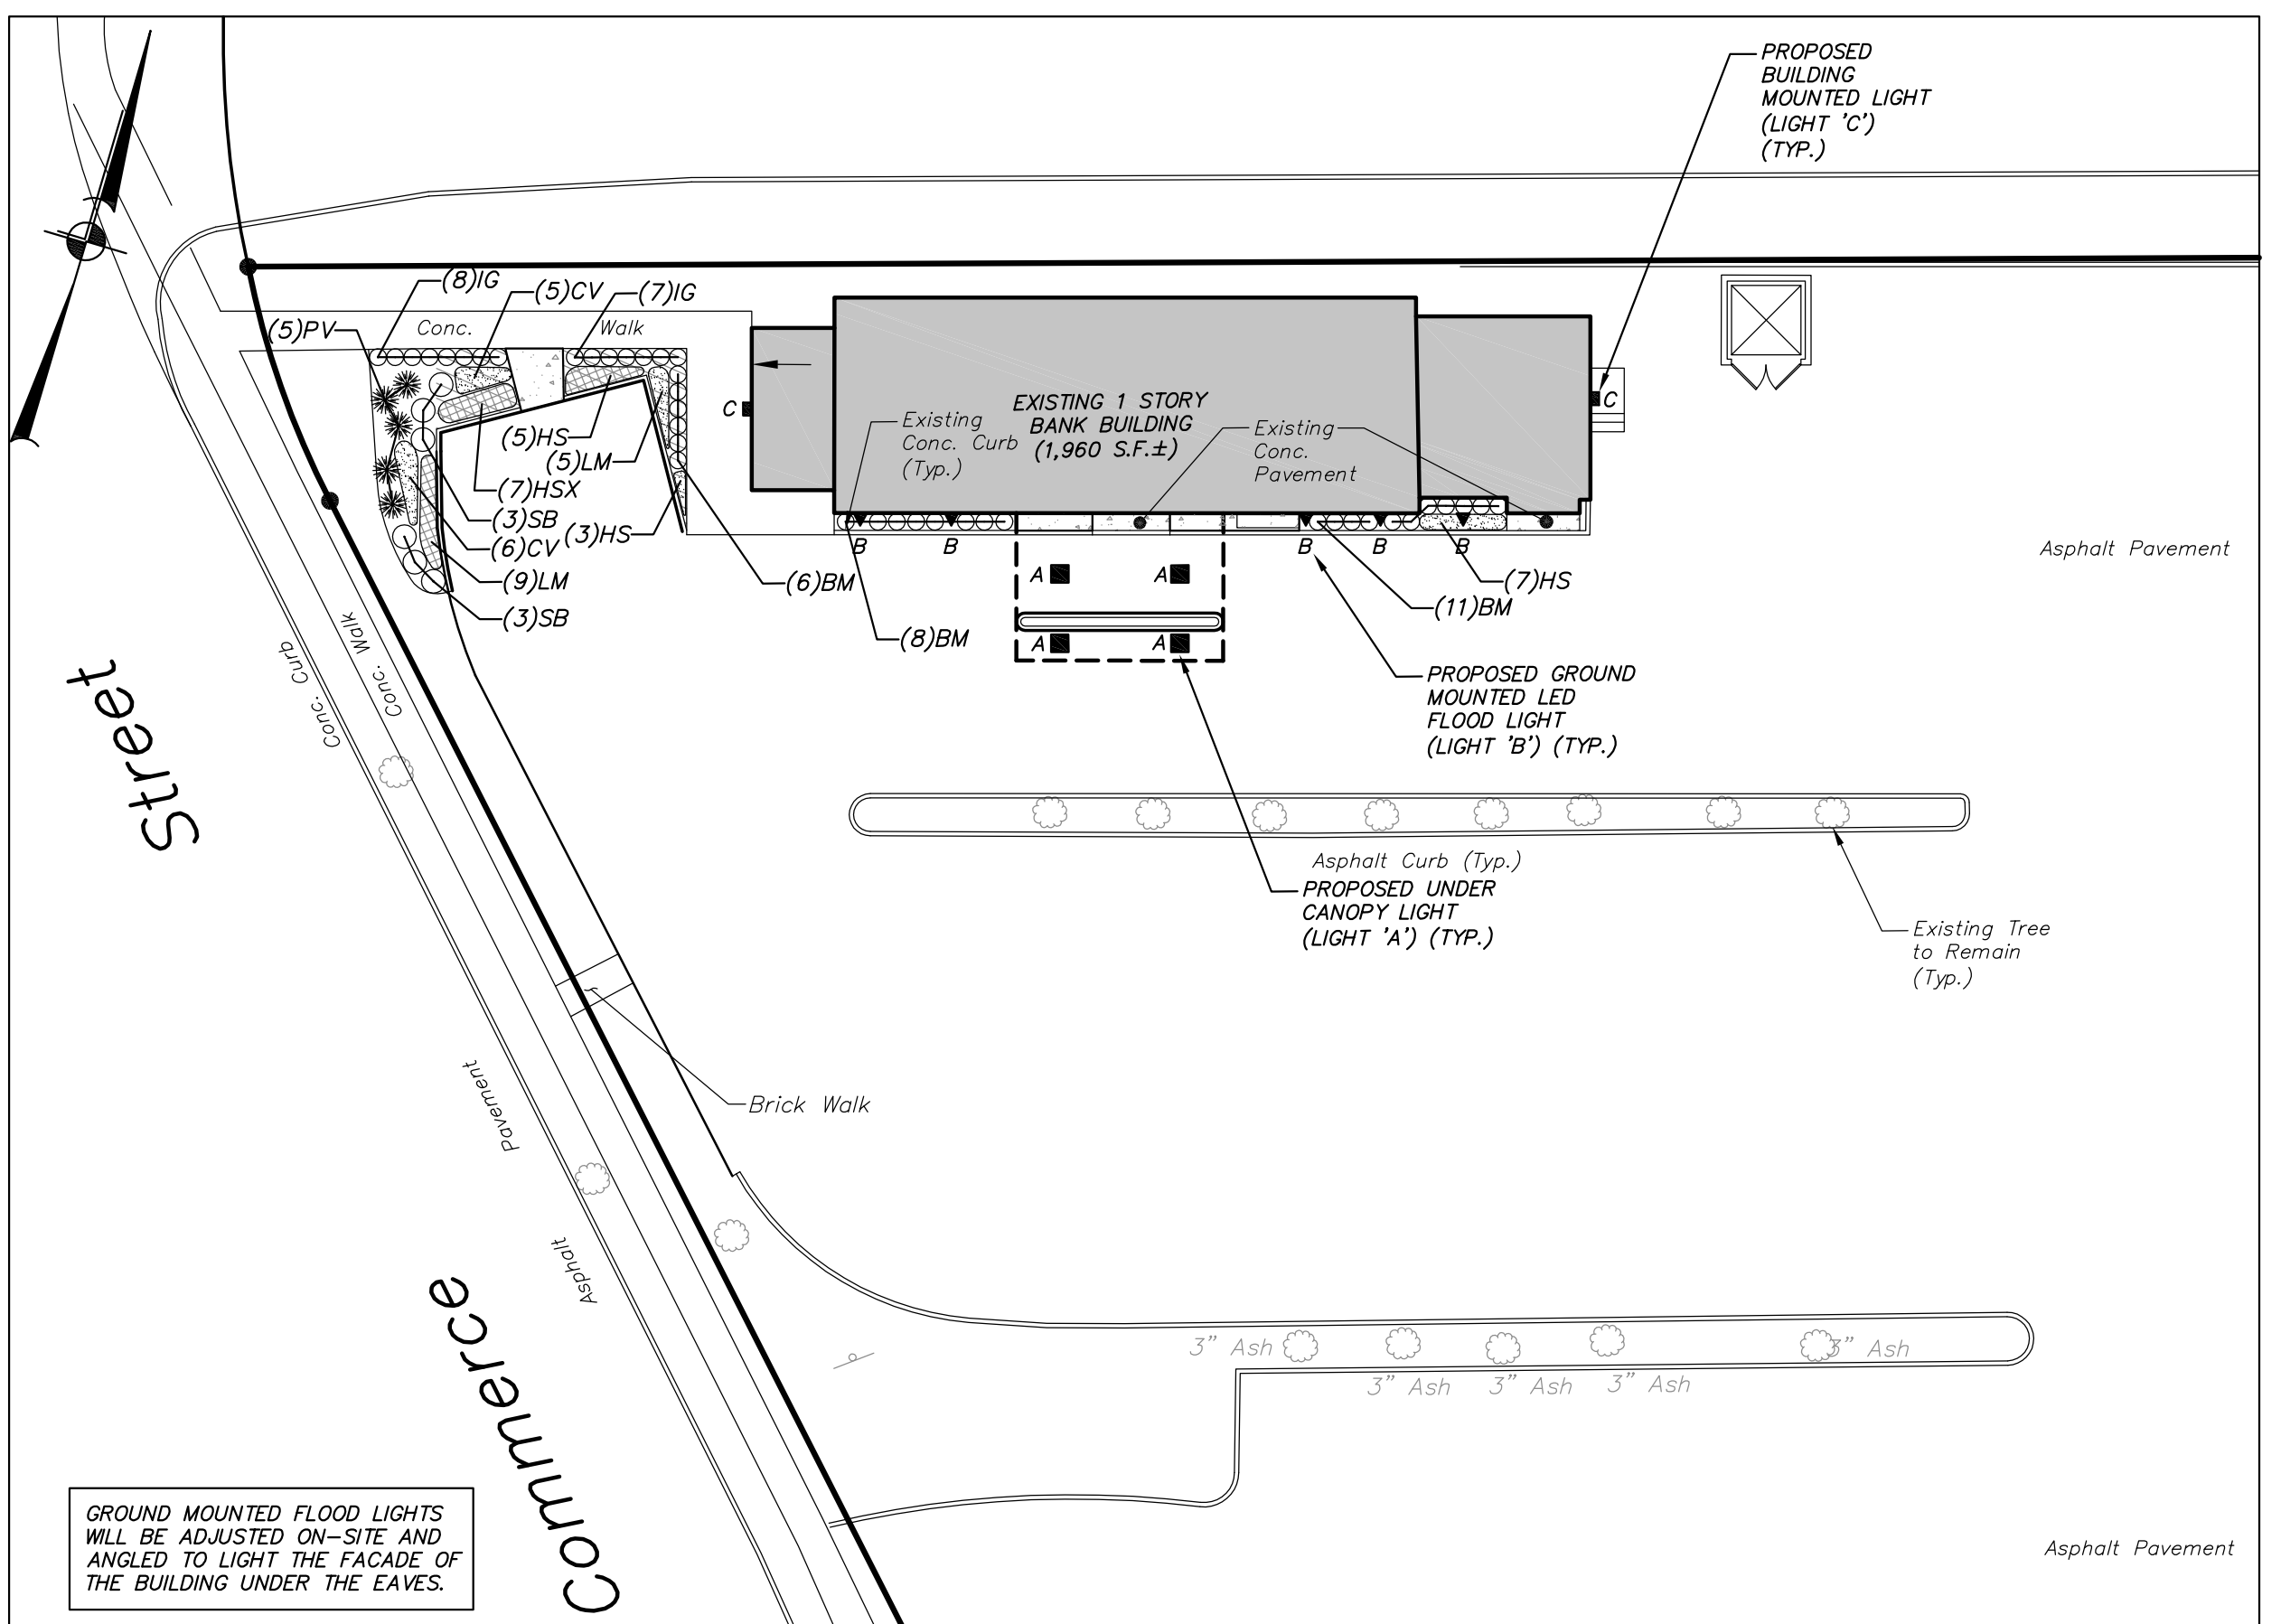 PROPOSED
BUILDING
MOUNTED LIGHT
(LIGHT 'C')
(TYP.)
(8)IG
(5)CV
(7)IG
(5)PV
Conc.
Walk
C
C
EXISTING 1 STORY
BANK BUILDING
(1,960 S.F.±)
Existing
Conc. Curb
(Typ.)
Existing
Conc.
Pavement
(5)HS
(5)LM
(7)HSX
(3)SB
(6)CV
(3)HS
(9)LM
(3)SB
(6)BM
(8)BM
B
B
B
B
B
A
A
A
A
(7)HS
(11)BM
Asphalt Pavement
PROPOSED GROUND
MOUNTED LED
FLOOD LIGHT
(LIGHT 'B') (TYP.)
Conc. Curb
Conc. Walk
Street
Asphalt Curb (Typ.)
PROPOSED UNDER
CANOPY LIGHT
(LIGHT 'A') (TYP.)
Existing Tree
to Remain
(Typ.)
Brick Walk
Asphalt Pavement
Commerce
3" Ash
3" Ash
3" Ash
3" Ash
3" Ash
GROUND MOUNTED FLOOD LIGHTS
WILL BE ADJUSTED ON-SITE AND
ANGLED TO LIGHT THE FACADE OF
THE BUILDING UNDER THE EAVES.
Asphalt Pavement